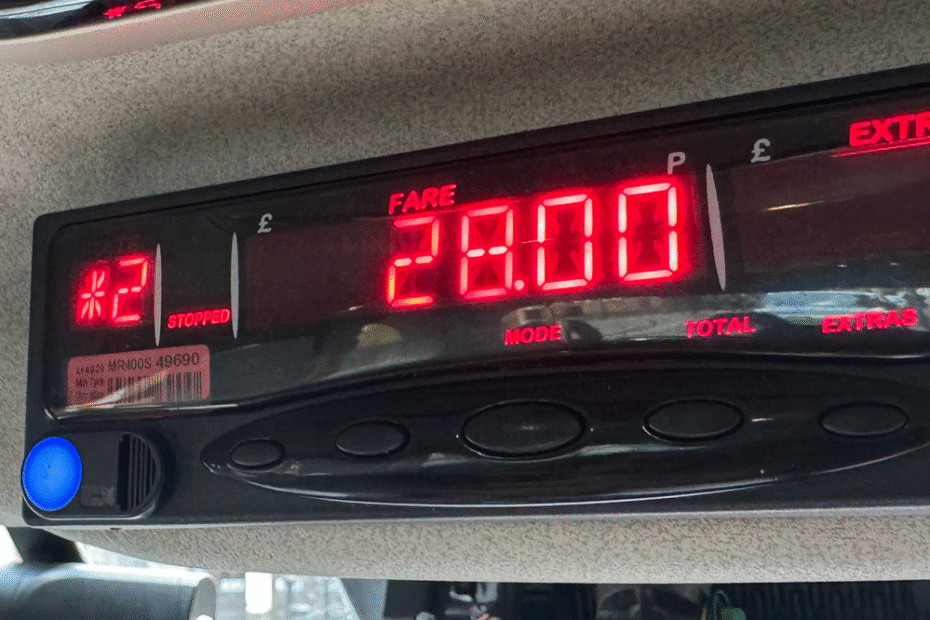 EXTR
P £
FARE
£
28.00
*2
STOPPED
MODE TOTAL EXTRAS
MR400S 49690